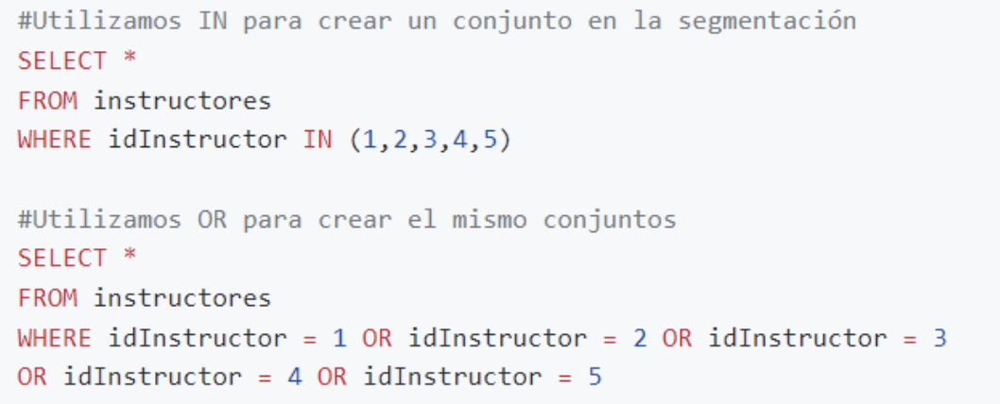 #Utilizamos IN para crear un conjunto en la segmentación
SELECT *
FROM instructores
WHERE idInstructor IN (1,2,3,4,5)
#Utilizamos OR para crear el mismo conjuntos
SELECT *
FROM instructores
WHERE idInstructor = 1 OR idInstructor = 2 OR idInstructor = 3
OR idInstructor = 4 OR idInstructor = 5